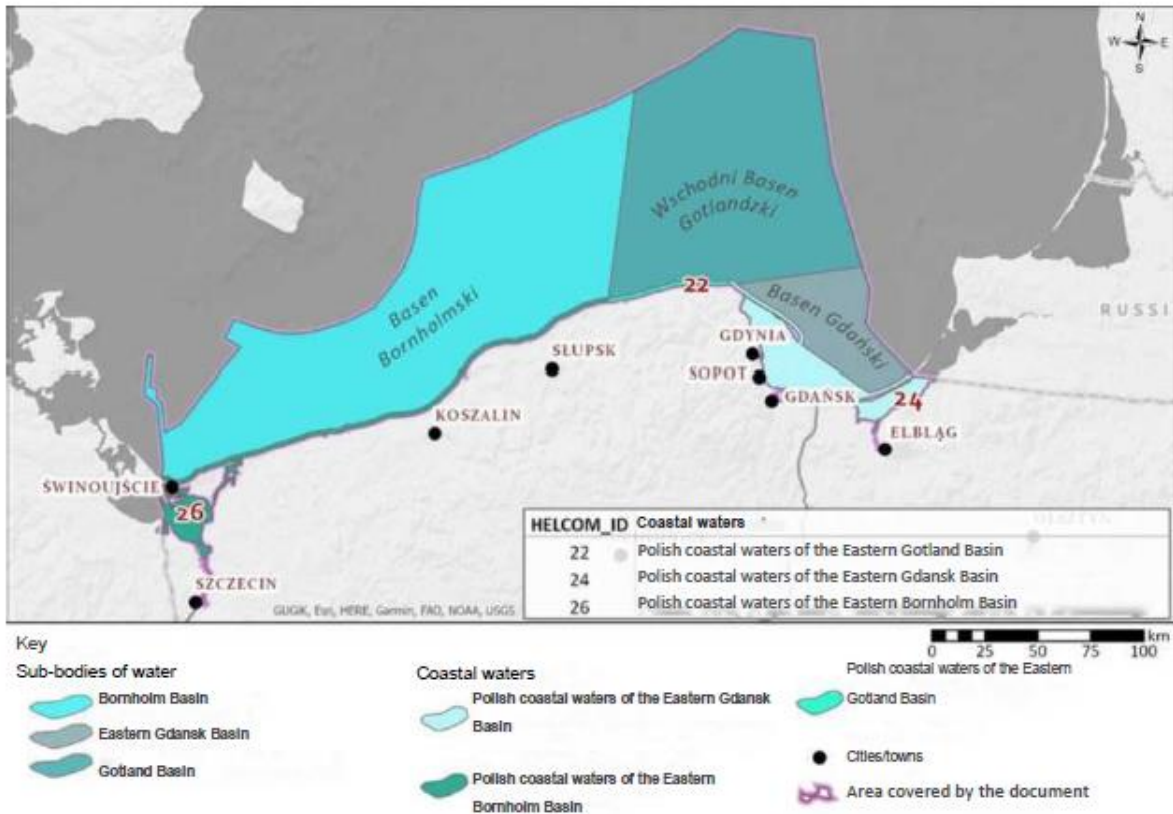 N
W E
S
Wschodni Basen
Gotlandzki
Basen
Bornholmski
22
Basen Gdański
RUSSI
GDYNIA
SŁUPSK
SOPOT
GDAŃSK
24
KOSZALIN
ELBLĄG
ŚWINOUJŚCIE
26
SZCZECIN
GUGiK, Esri, HERE, Garmin, FAO, NOAA, USGS
HELCOM_ID Coastal waters
22 Polish coastal waters of the Eastern Gotland Basin
24 Polish coastal waters of the Eastern Gdansk Basin
26 Polish coastal waters of the Eastern Bornholm Basin
km
0 25 50 75 100
Key
Sub-bodies of water
Bornholm Basin
Eastern Gdansk Basin
Gotland Basin
Coastal waters
Polish coastal waters of the Eastern Gdansk
Basin
Polish coastal waters of the Eastern
Bornholm Basin
Polish coastal waters of the Eastern
Gotland Basin
Cities/towns
Area covered by the document